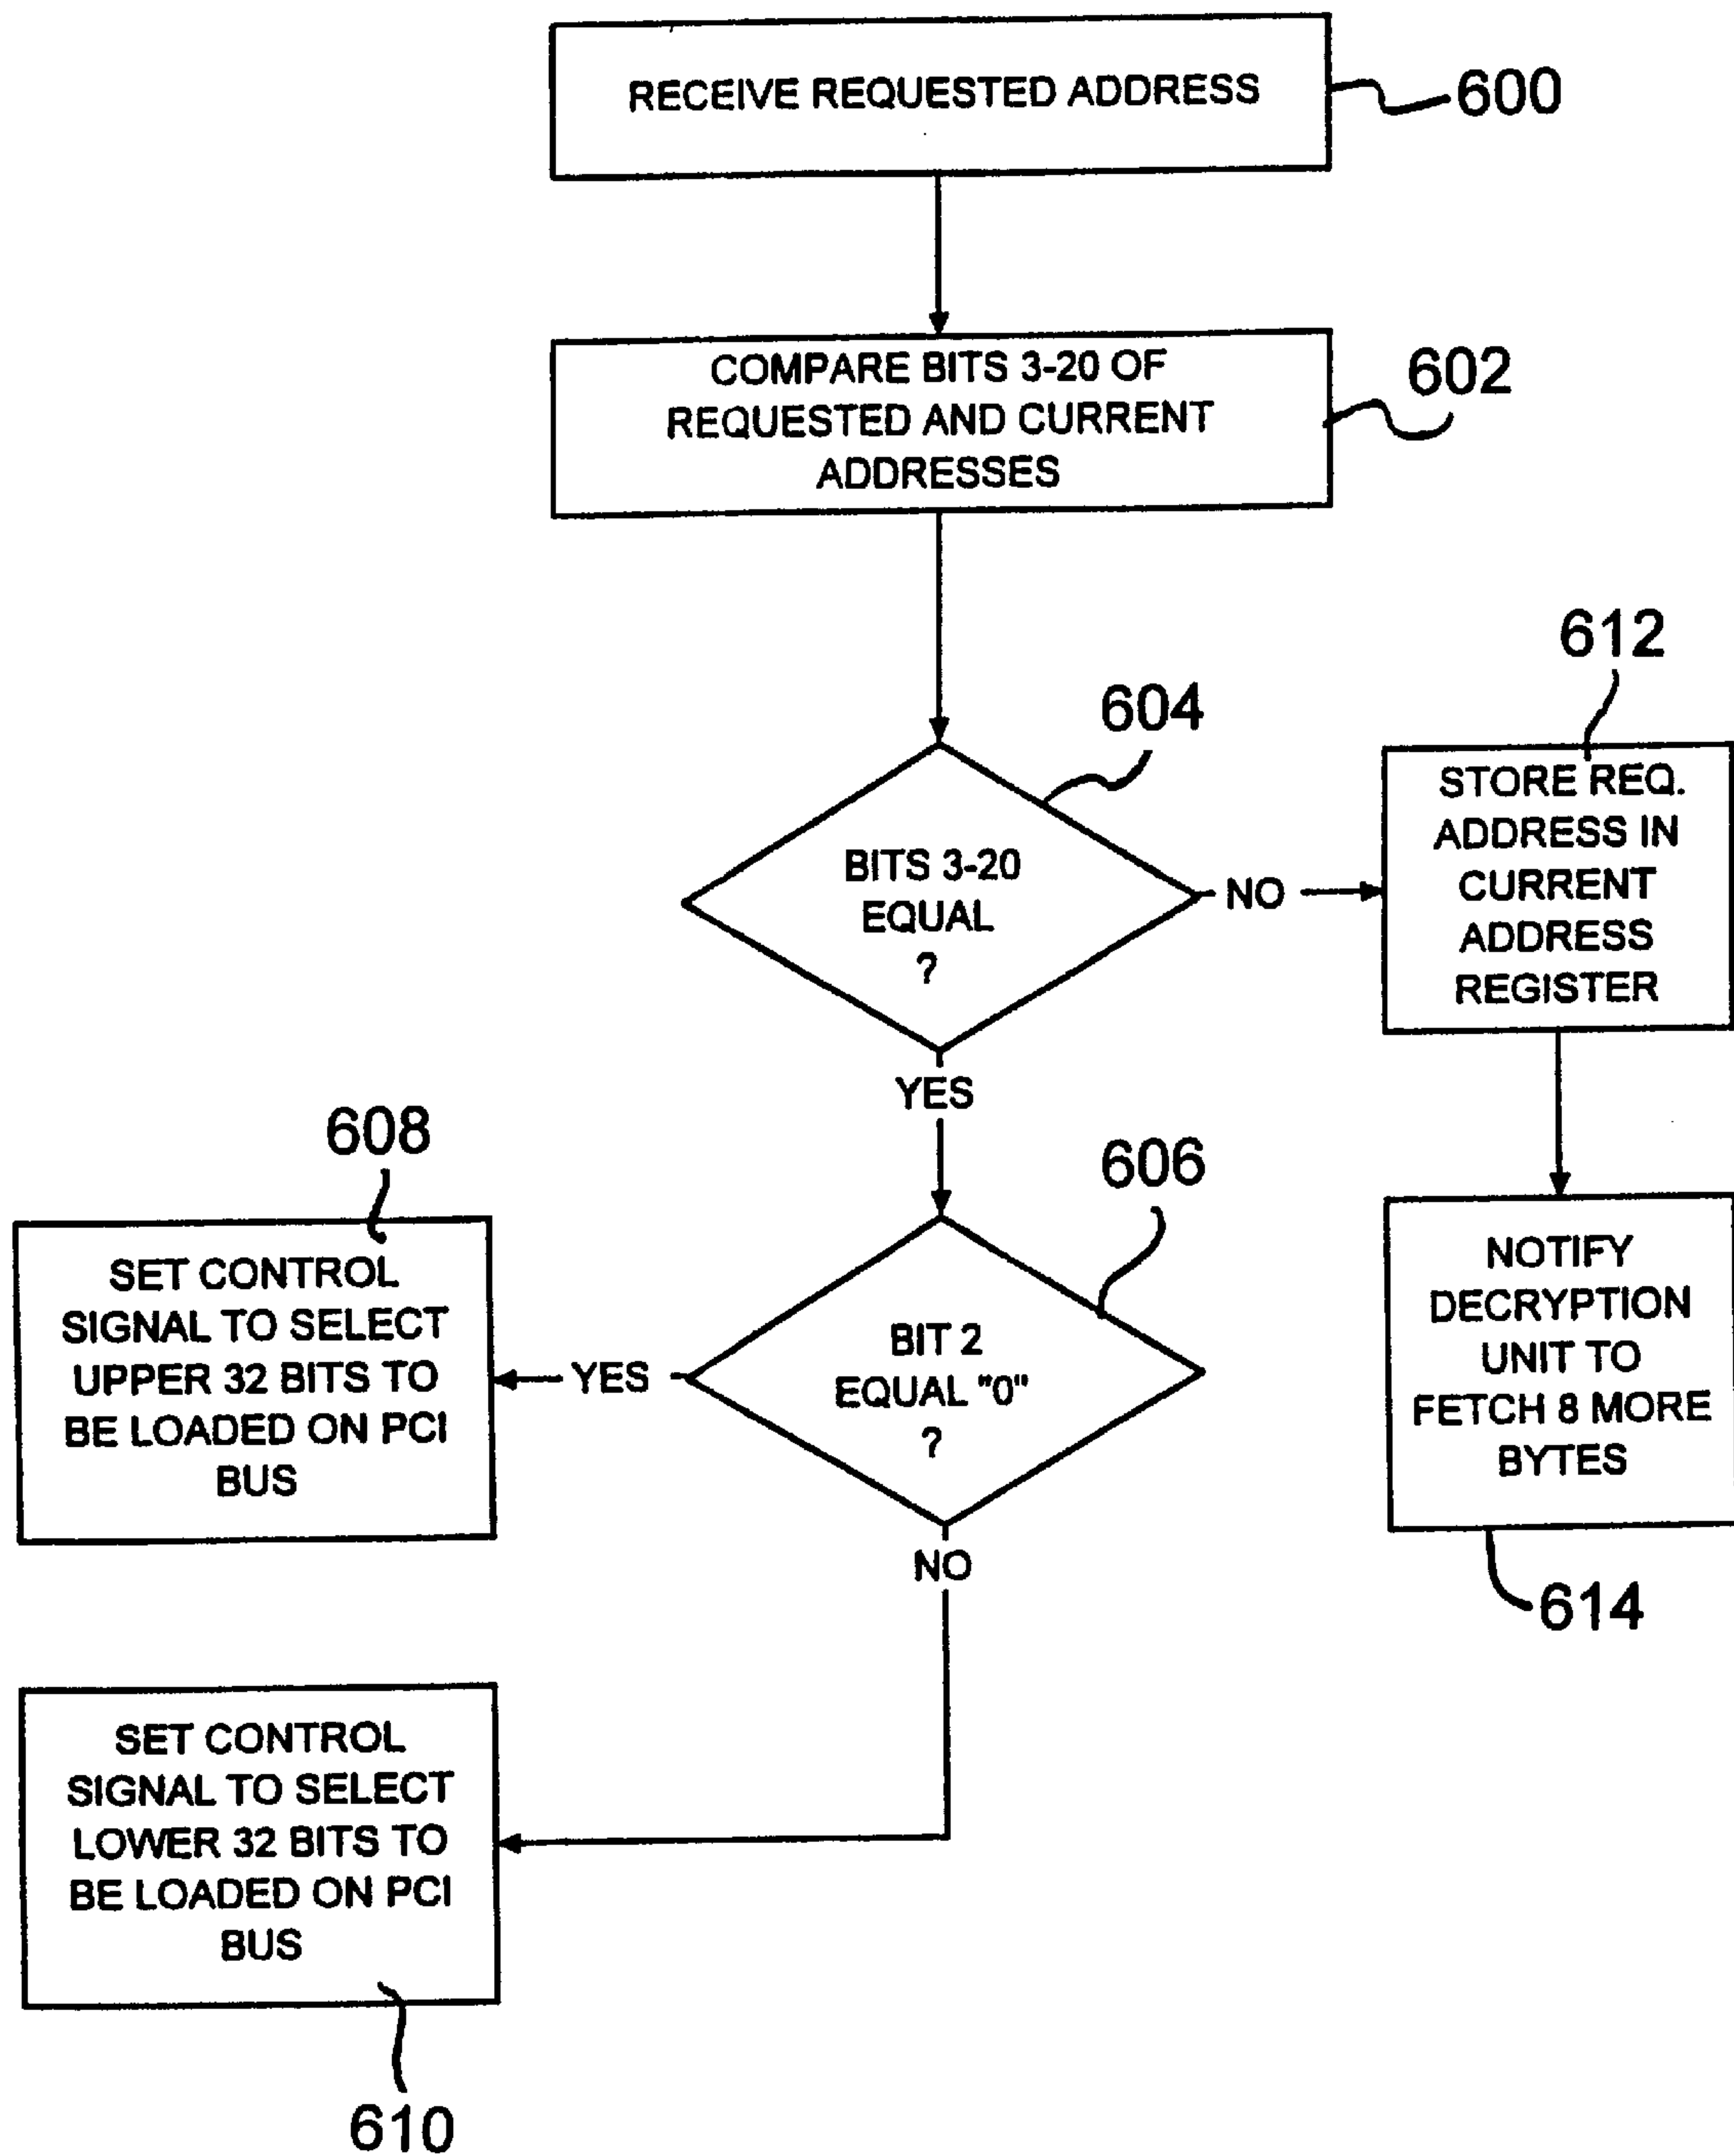 RECEIVE REQUESTED ADDRESS
600
COMPARE BITS 3-20 OF
REQUESTED AND CURRENT
ADDRESSES
602
604
BITS 3-20
EQUAL
?
NO
612
STORE REQ.
ADDRESS IN
CURRENT
ADDRESS
REGISTER
YES
608
SET CONTROL
SIGNAL TO SELECT
UPPER 32 BITS TO
BE LOADED ON PCI
BUS
YES
606
BIT 2
EQUAL "0"
?
NO
NOTIFY
DECRYPTION
UNIT TO
FETCH 8 MORE
BYTES
614
SET CONTROL
SIGNAL TO SELECT
LOWER 32 BITS TO
BE LOADED ON PCI
BUS
610